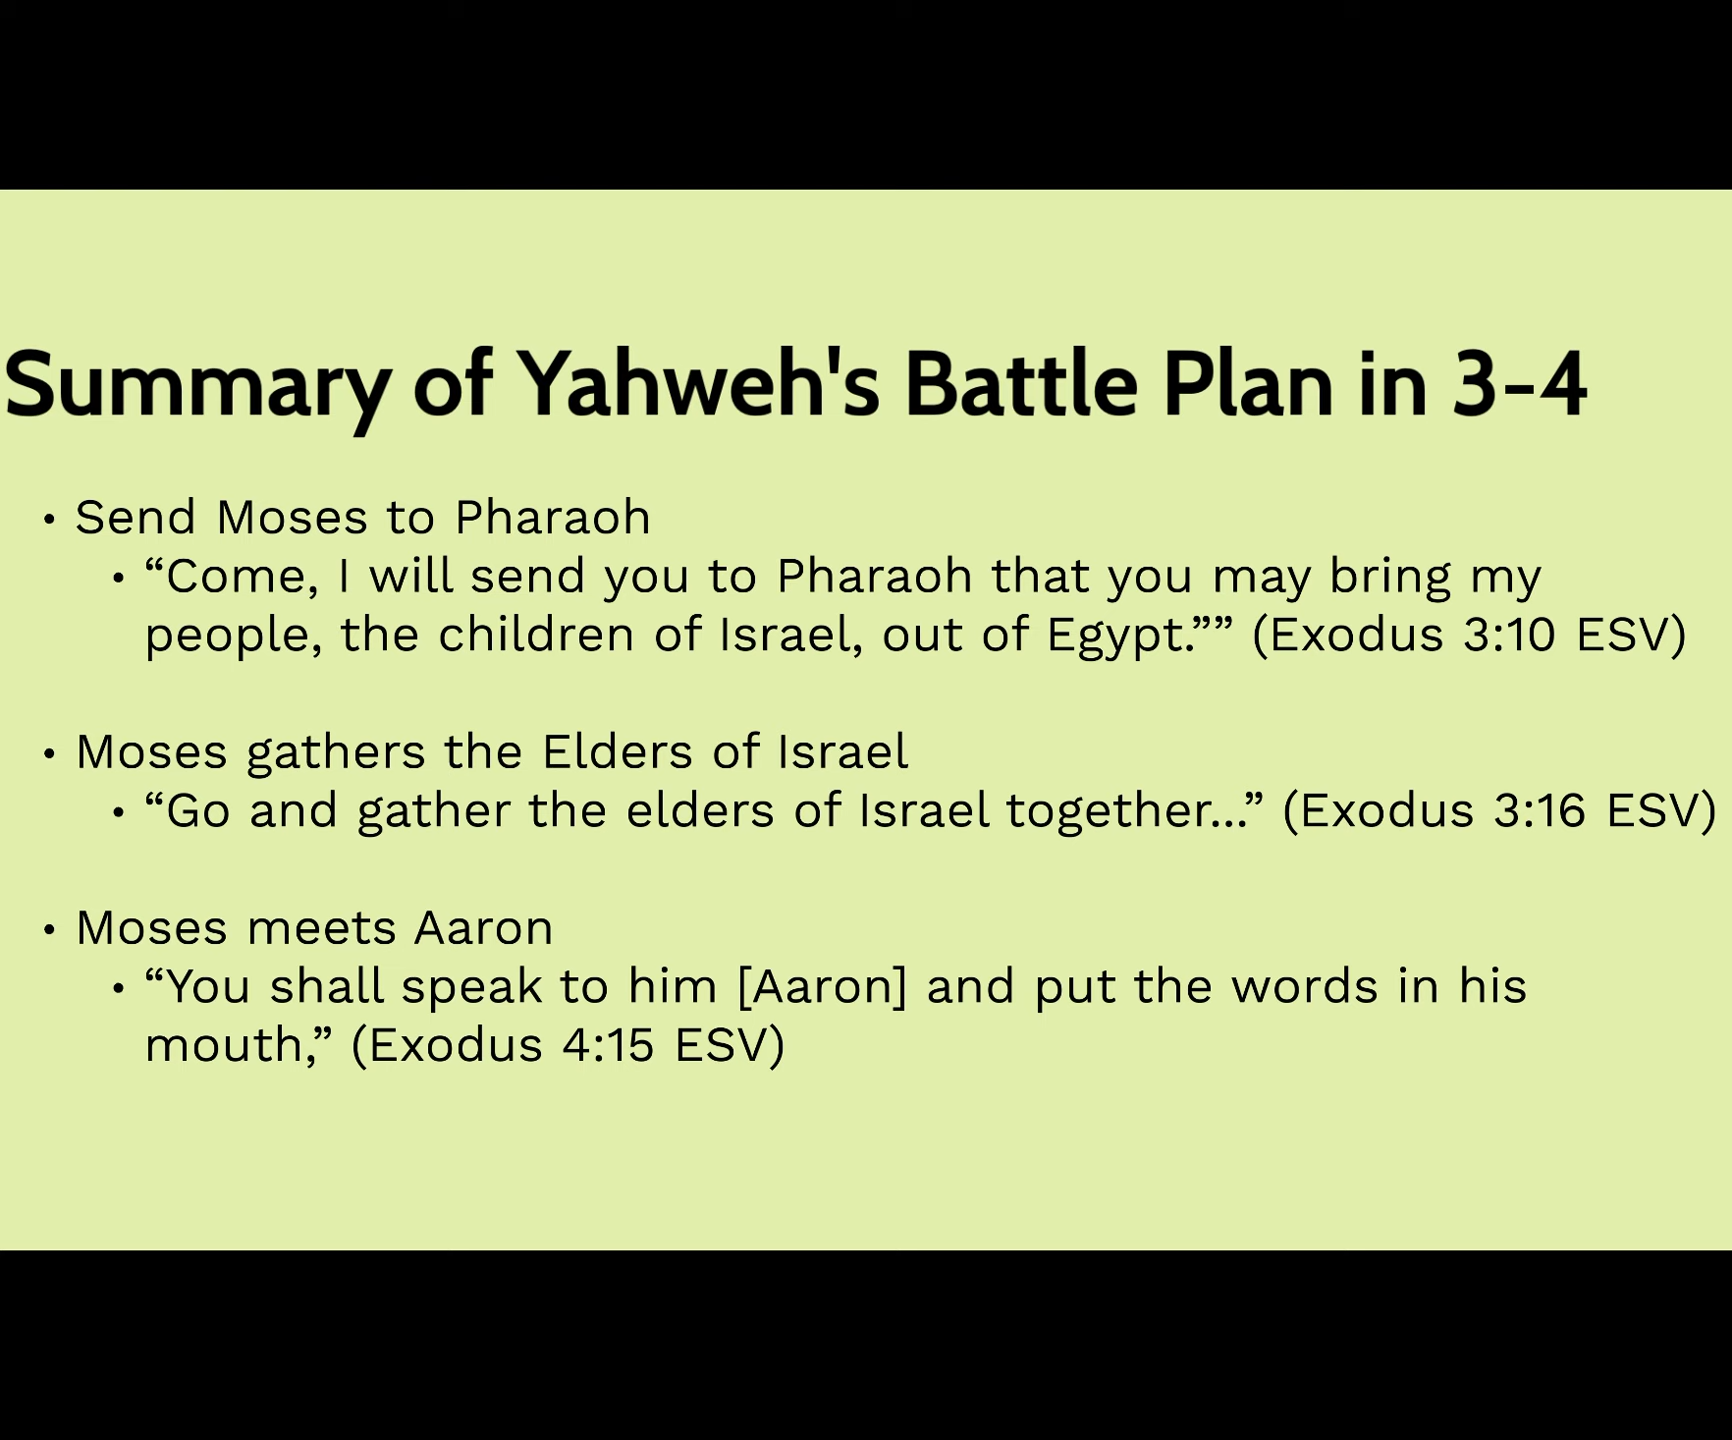 Summary of Yahweh's Battle Plan in 3-4
• Send Moses to Pharaoh
• “Come, I will send you to Pharaoh that you may bring my
people, the children of Israel, out of Egypt.”” (Exodus 3:10 ESV)
• Moses gathers the Elders of Israel
• “Go and gather the elders of Israel together...” (Exodus 3:16 ESV)
• Moses meets Aaron
• “You shall speak to him [Aaron] and put the words in his
mouth,” (Exodus 4:15 ESV)